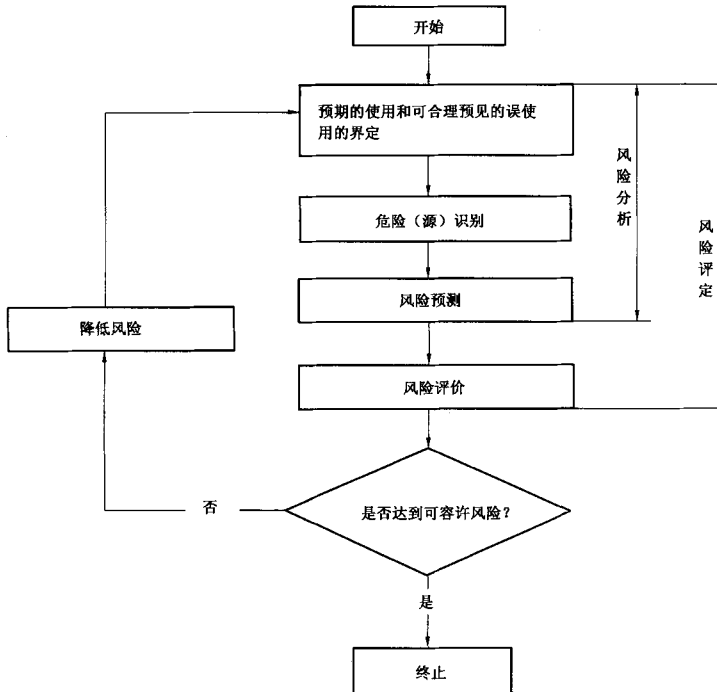 开始
预期的使用和可合理预见的误使
用的界定
风险分析
危险（源）识别
风险评定
风险预测
降低风险
风险评价
否
是否达到可容许风险？
是
终止